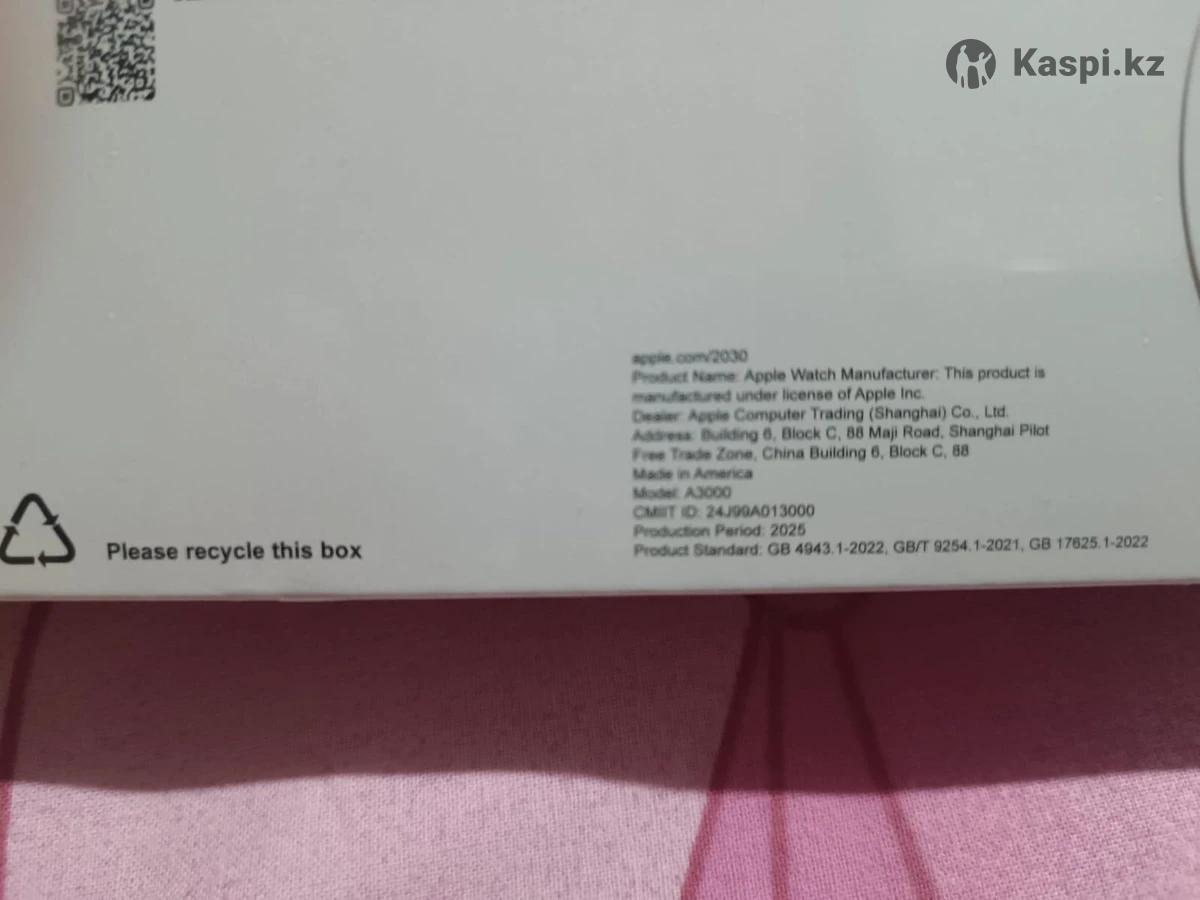 Kaspi.kz
apple.com/2030
Product Name: Apple Watch Manufacturer: This product is
manufactured under license of Apple Inc.
Dealer: Apple Computer Trading (Shanghai) Co., Ltd.
Address: Building 6, Block C, 88 Maji Road, Shanghai Pilot
Free Trade Zone, China Building 6, Block C, 88
Made in America
Model: A3000
CMIIT ID: 24J99A013000
Production Period: 2025
Product Standard: GB 4943.1-2022, GB/T 9254.1-2021, GB 17625.1-2022
Please recycle this box